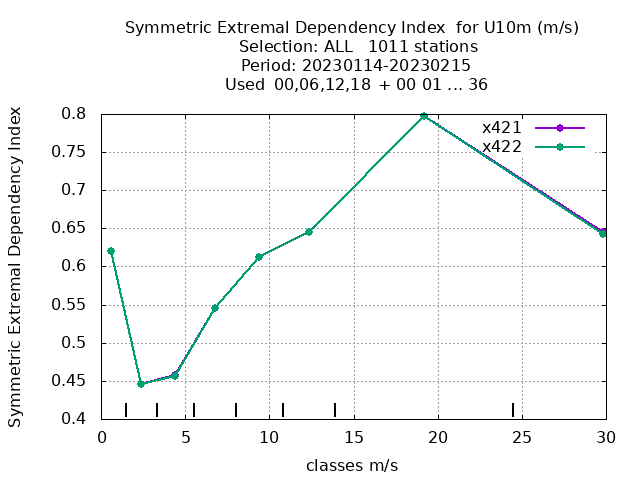 Symmetric Extremal Dependency Index  for U10m (m/s)
Selection: ALL   1011 stations
Period: 20230114-20230215
Used  00,06,12,18  + 00 01 ... 36
Symmetric Extremal Dependency Index
0.8
0.75
0.7
0.65
0.6
0.55
0.5
0.45
0.4
x421
x422
0 5 10 15 20 25 30
classes m/s